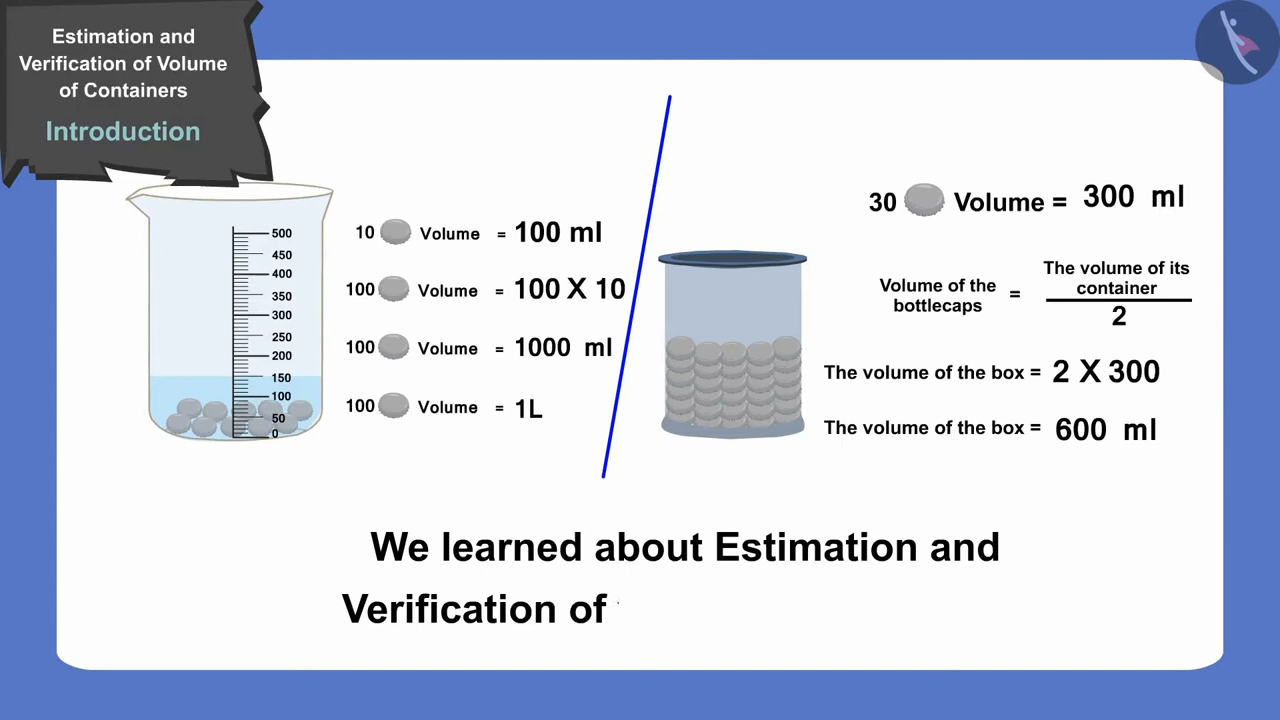 Estimation and
Verification of Volume
of Containers
Introduction
500
450
400
350
300
250
200
150
100
50
0
10 Volume = 100 ml
100 Volume = 100 X 10
100 Volume = 1000 ml
100 Volume = 1L
30 Volume = 300 ml
Volume of the
bottlecaps
=
The volume of its
container
2
The volume of the box = 2 X 300
The volume of the box = 600 ml
We learned about Estimation and
Verification of